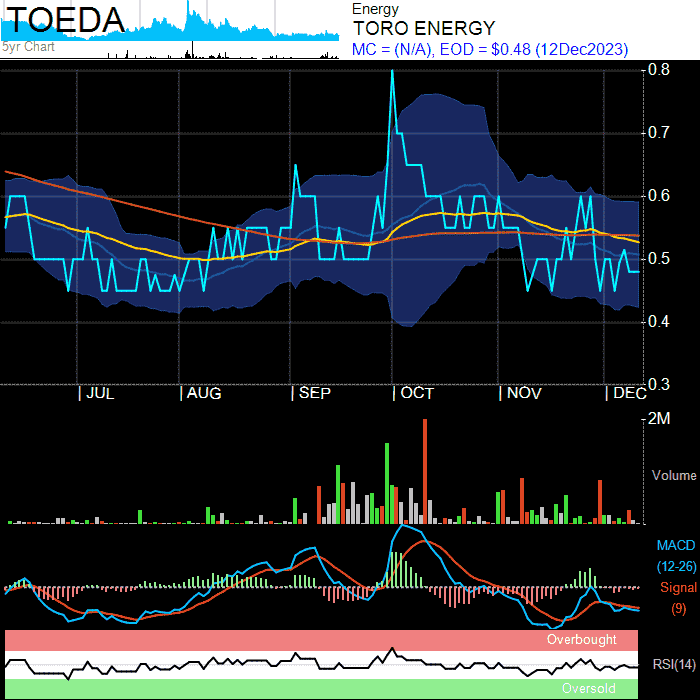 TOEDA
5yr Chart
Energy
TORO ENERGY
MC = (N/A), EOD = $0.48 (12Dec2023)
0.8
0.7
0.6
0.5
0.4
0.3
| JUL | AUG | SEP | OCT | NOV | DEC
2M
Volume
MACD
(12-26)
Signal
(9)
Overbought
RSI(14)
Oversold